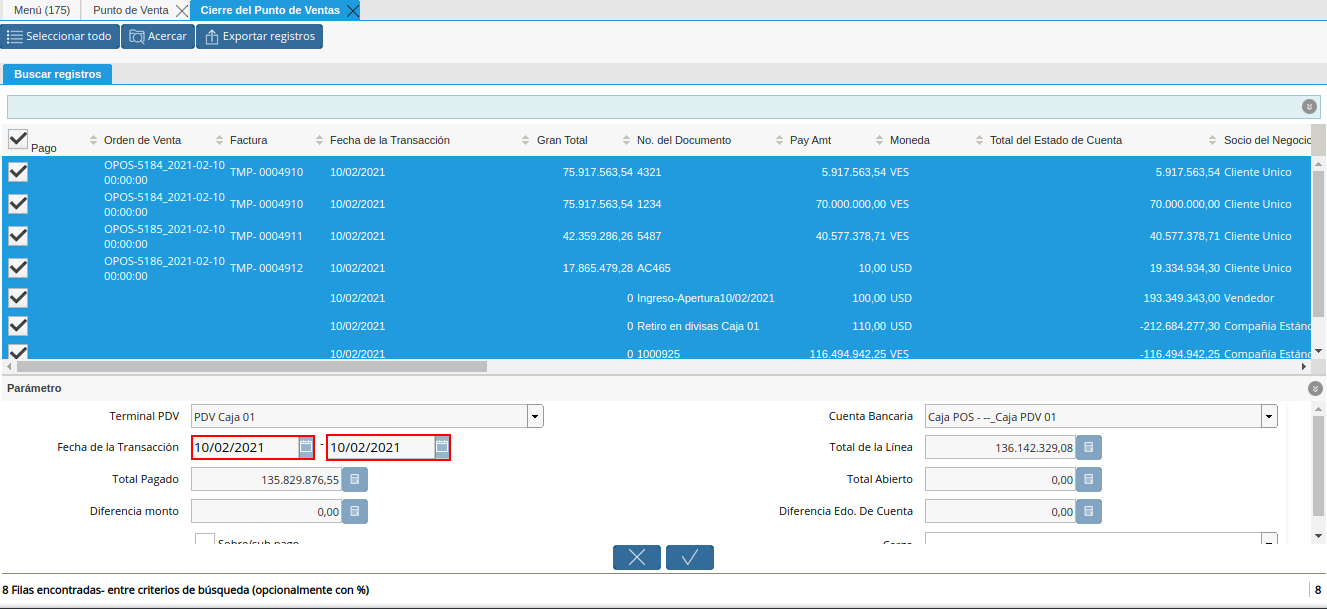 Menú (175) Punto de Venta Cierre del Punto de Ventas
Seleccionar todo Acercar Exportar registros
Buscar registros
Pago Orden de Venta Factura Fecha de la Transacción Gran Total No. del Documento Pay Amt Moneda Total del Estado de Cuenta Socio del Negocio
OPOS-5184_2021-02-10
00:00:00 TMP- 0004910 10/02/2021 75.917.563,54 4321 5.917.563,54 VES 5.917.563,54 Cliente Unico
OPOS-5184_2021-02-10
00:00:00 TMP- 0004910 10/02/2021 75.917.563,54 1234 70.000.000,00 VES 70.000.000,00 Cliente Unico
OPOS-5185_2021-02-10
00:00:00 TMP- 0004911 10/02/2021 42.359.286,26 5487 40.577.378,71 VES 40.577.378,71 Cliente Unico
OPOS-5186_2021-02-10
00:00:00 TMP- 0004912 10/02/2021 17.865.479,28 AC465 10,00 USD 19.334.934,30 Cliente Unico
10/02/2021 0 Ingreso-Apertura10/02/2021 100,00 USD 193.349.343,00 Vendedor
10/02/2021 0 Retiro en divisas Caja 01 110,00 USD -212.684.277,30 Compañía Estánd
10/02/2021 0 1000925 116.494.942,25 VES -116.494.942,25 Compañía Estánd
Parámetro
Terminal PDV PDV Caja 01 Cuenta Bancaria Caja POS - --_Caja PDV 01
Fecha de la Transacción 10/02/2021 - 10/02/2021 Total de la Línea 136.142.329,08
Total Pagado 135.829.876,55 Total Abierto 0,00
Diferencia monto 0,00 Diferencia Edo. De Cuenta 0,00
Sobre/sub pago Cargo
8 Filas encontradas- entre criterios de búsqueda (opcionalmente con %) 8